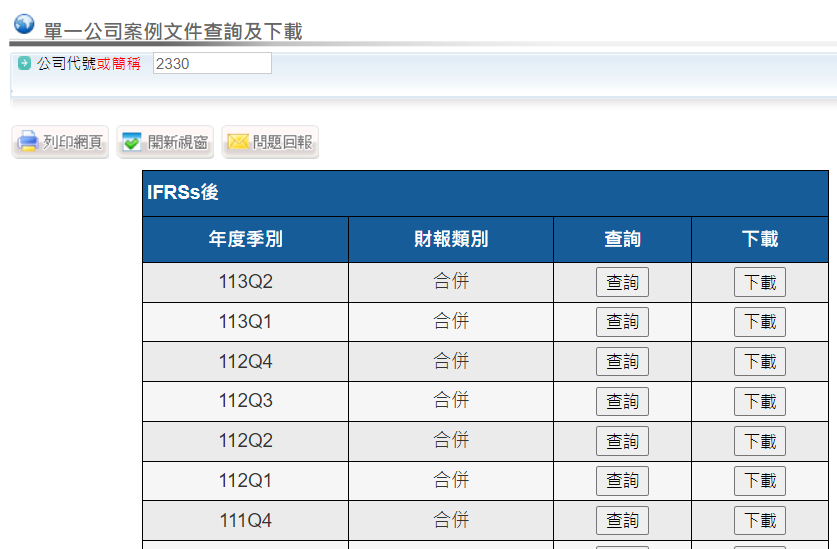 單一公司案例文件查詢及下載
公司代號或簡稱 2330
列印網頁 開新視窗 問題回報
IFRSs後
年度季別 財報類別 查詢 下載
113Q2 合併 查詢 下載
113Q1 合併 查詢 下載
112Q4 合併 查詢 下載
112Q3 合併 查詢 下載
112Q2 合併 查詢 下載
112Q1 合併 查詢 下載
111Q4 合併 查詢 下載